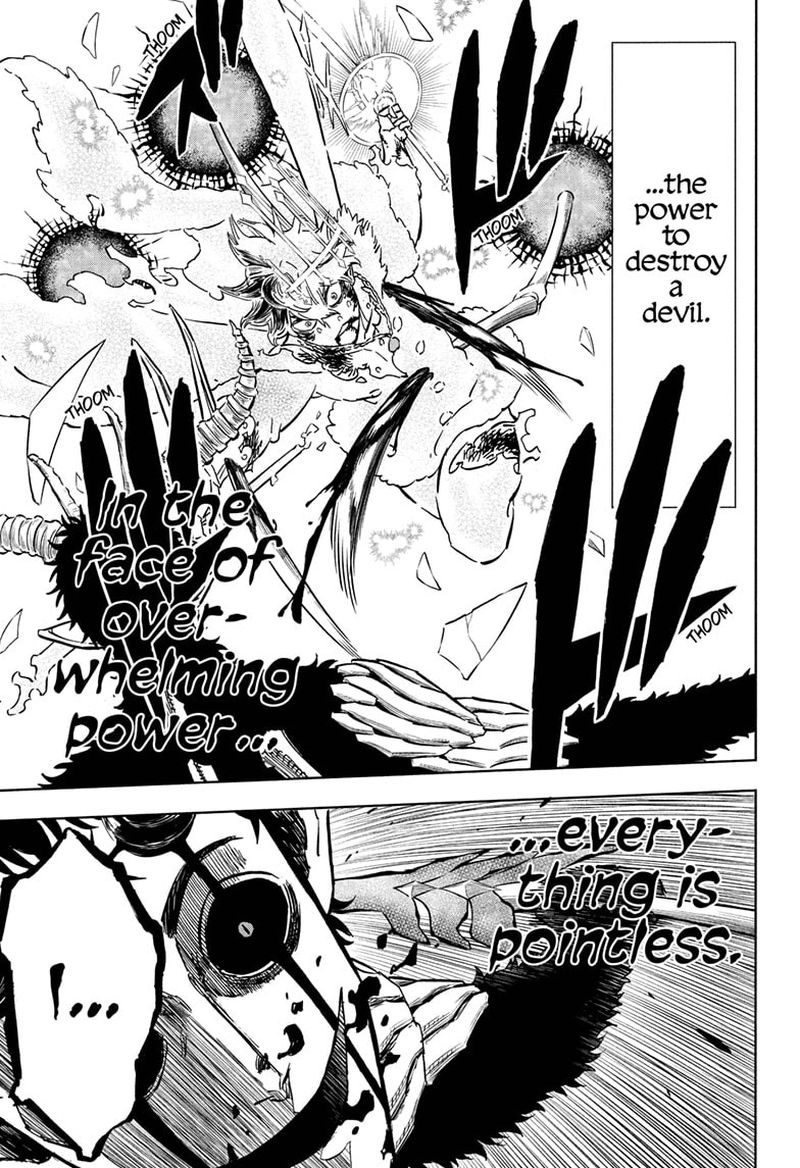 ...the
power
to
destroy
a
devil.
THOOM
THOOM
THOOM
THOOM
In the
face of
over-
whelming
power...
...every-
thing is
pointless.
I...